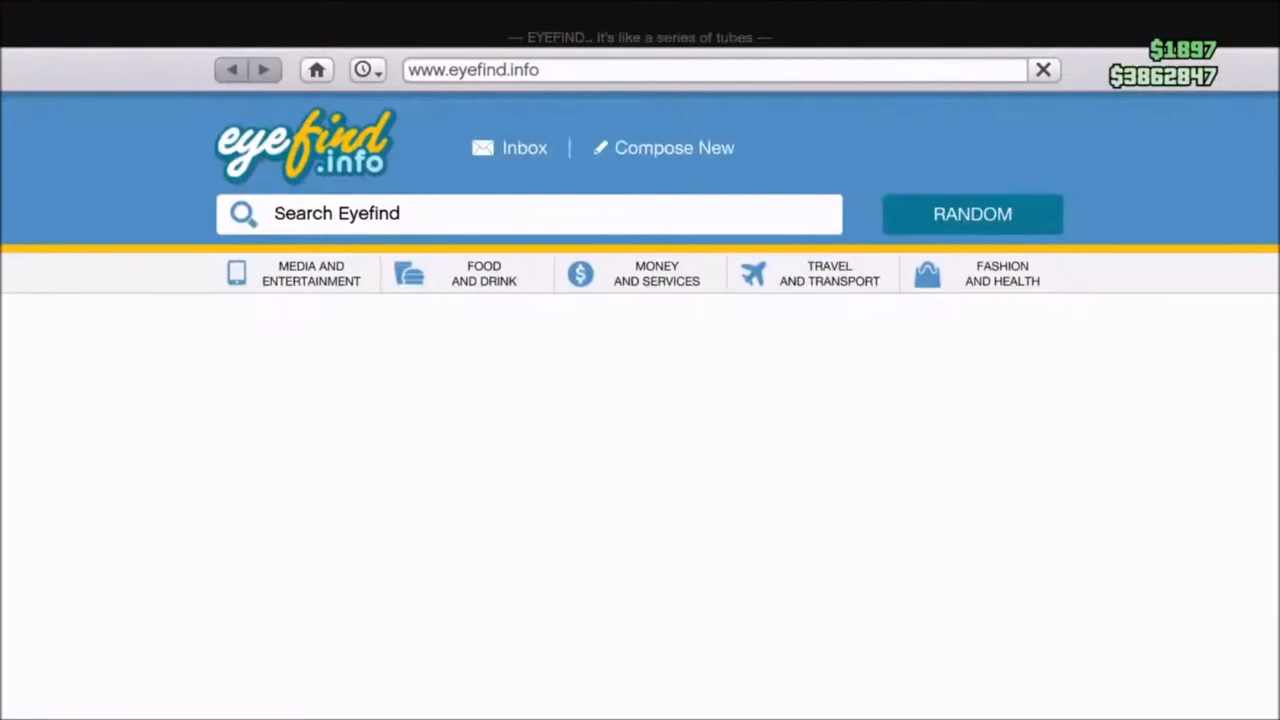 — EYEFIND... It's like a series of tubes —
$1897
www.eyefind.info
$3862847
eyefind
.info
Inbox
Compose New
Search Eyefind
RANDOM
MEDIA AND
ENTERTAINMENT
FOOD
AND DRINK
MONEY
AND SERVICES
TRAVEL
AND TRANSPORT
FASHION
AND HEALTH